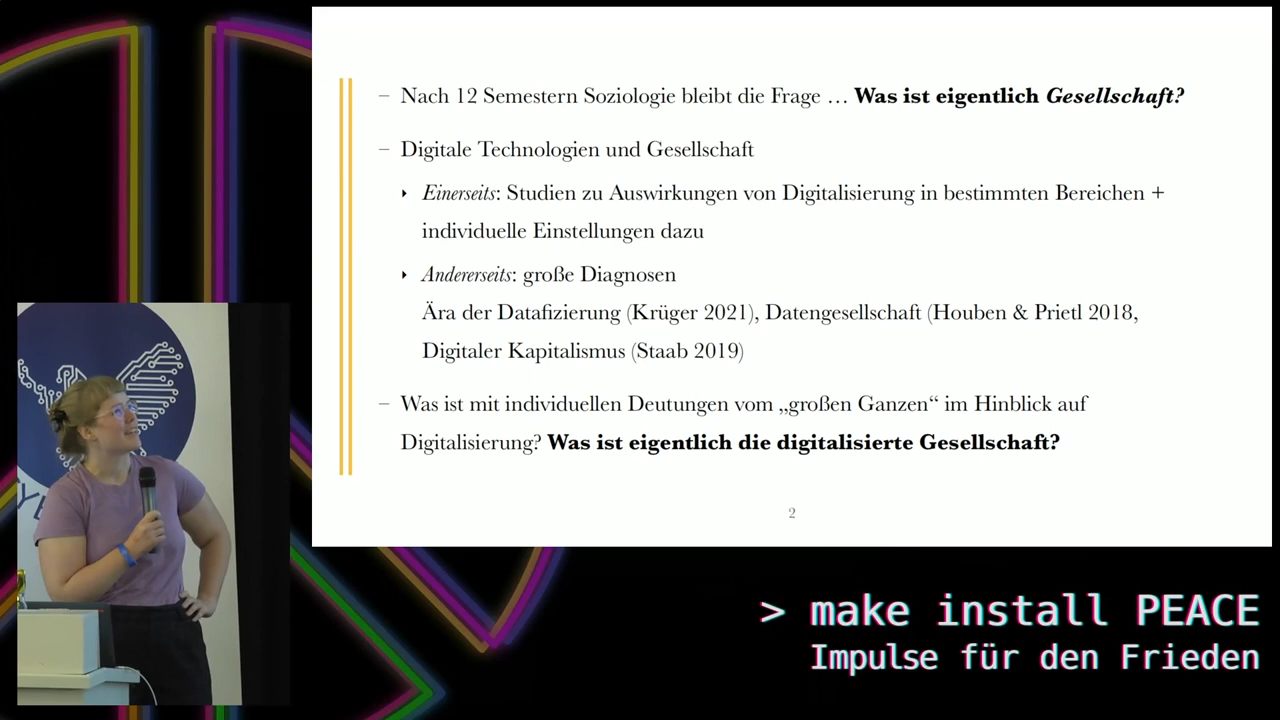 – Nach 12 Semestern Soziologie bleibt die Frage … Was ist eigentlich Gesellschaft?
– Digitale Technologien und Gesellschaft
‣ Einerseits: Studien zu Auswirkungen von Digitalisierung in bestimmten Bereichen +
individuelle Einstellungen dazu
‣ Andererseits: große Diagnosen
Ära der Datafizierung (Krüger 2021), Datengesellschaft (Houben & Prietl 2018,
Digitaler Kapitalismus (Staab 2019)
– Was ist mit individuellen Deutungen vom „großen Ganzen“ im Hinblick auf
Digitalisierung? Was ist eigentlich die digitalisierte Gesellschaft?
2
> make install PEACE
Impulse für den Frieden